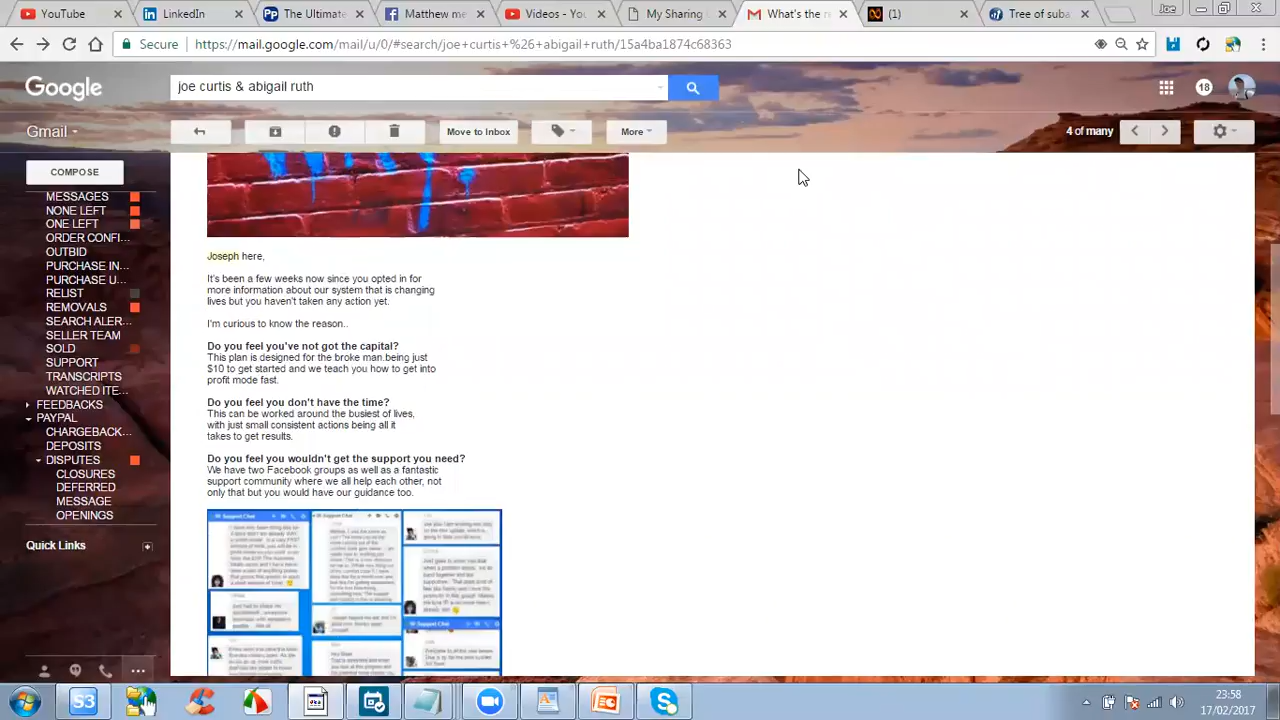 YouTube
LinkedIn
The Ultimate
Matthew me
Videos - You
My Sharing
What's the r
(1)
Tree of suba
Joe
Secure
https://mail.google.com/mail/u/0/#search/joe+curtis+%26+abigail+ruth/15a4ba1874c68363
Google
joe curtis & abigail ruth
18
Gmail
Move to Inbox
More
4 of many
COMPOSE
MESSAGES
NONE LEFT
ONE LEFT
ORDER CONFI...
OUTBID
PURCHASE IN...
PURCHASE U...
RELIST
REMOVALS
SEARCH ALER...
SELLER TEAM
SOLD
SUPPORT
TRANSCRIPTS
WATCHED ITE...
FEEDBACKS
PAYPAL
CHARGEBACK...
DEPOSITS
DISPUTES
CLOSURES
DEFERRED
MESSAGE
OPENINGS
Curtis James
Joseph here,
It's been a few weeks now since you opted in for
more information about our system that is changing
lives but you haven't taken any action yet.
I'm curious to know the reason..
Do you feel you've not got the capital?
This plan is designed for the broke man.being just
$10 to get started and we teach you how to get into
profit mode fast.
Do you feel you don't have the time?
This can be worked around the busiest of lives,
with just small consistent actions being all it
takes to get results.
Do you feel you wouldn't get the support you need?
We have two Facebook groups as well as a fantastic
support community where we all help each other, not
only that but you would have our guidance too.
Support Chat
Support Chat
Support Chat
23:58
17/02/2017